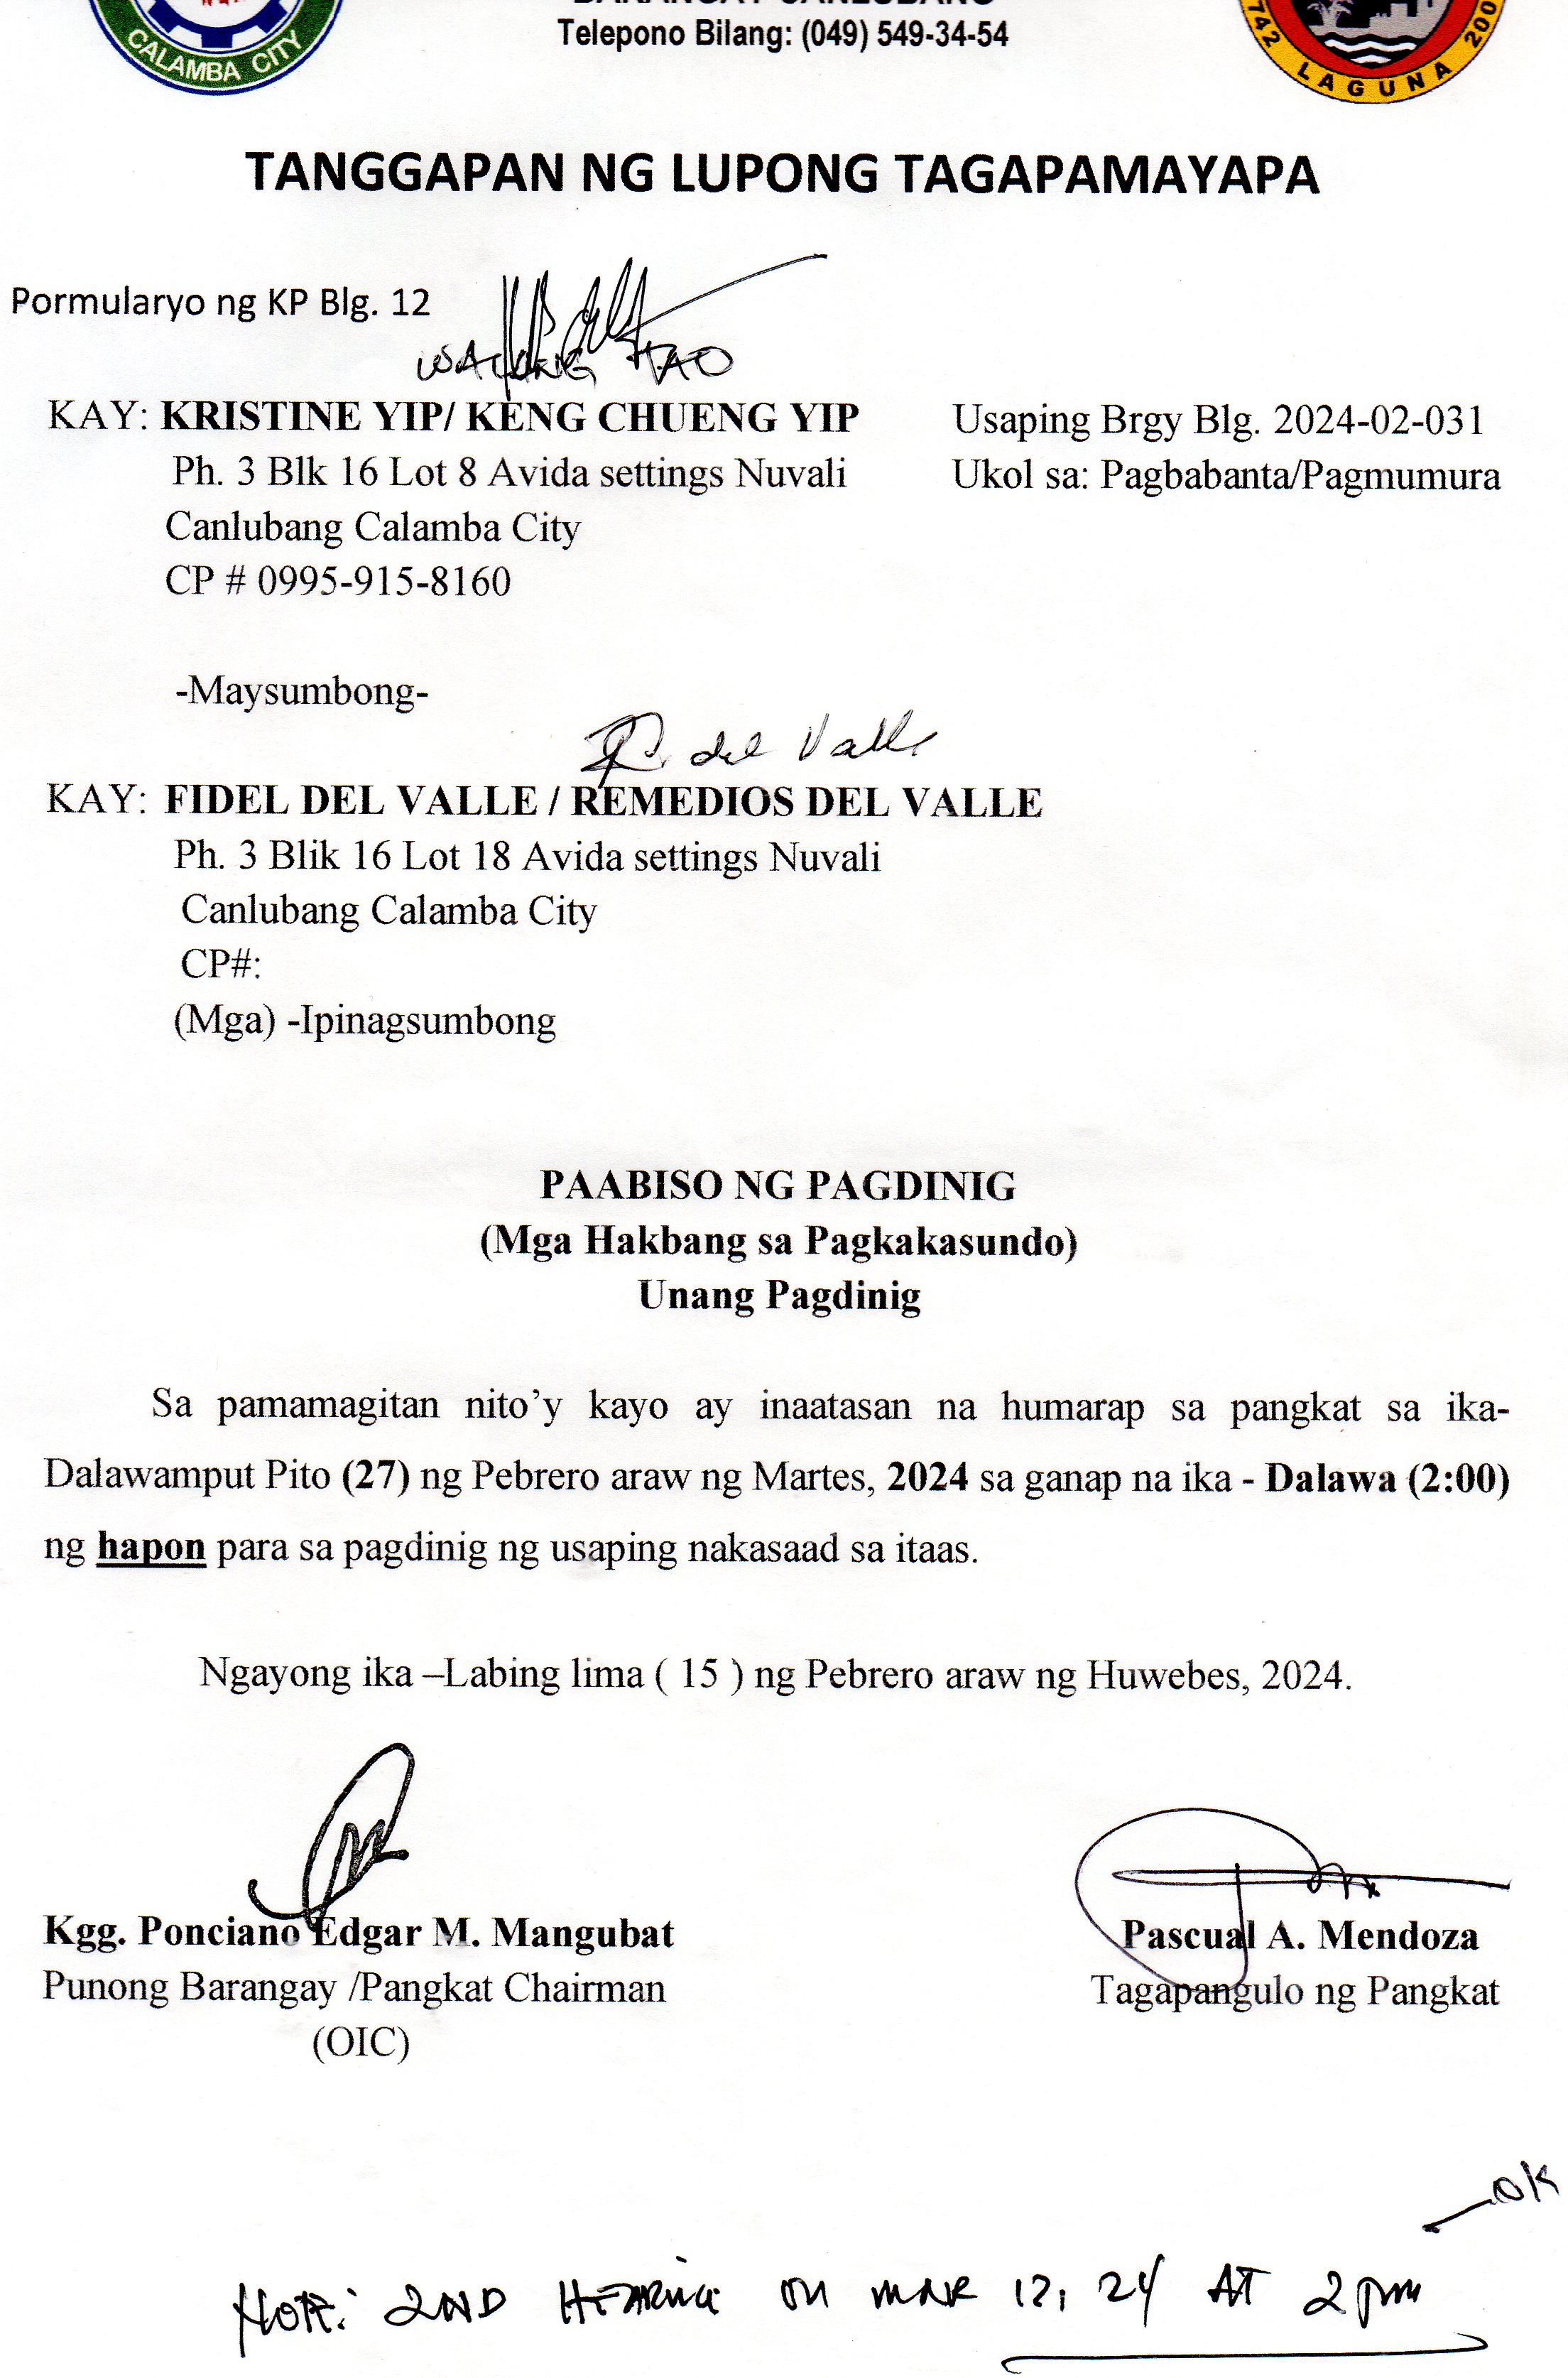 CALAMBA CITY
BARANGAY CANLUBANG
Telepono Bilang: (049) 549-34-54
1742 LAGUNA 200
TANGGAPAN NG LUPONG TAGAPAMAYAPA
Pormularyo ng KP Blg. 12
WALANG TAO
KAY: KRISTINE YIP/ KENG CHUENG YIP
Usaping Brgy Blg. 2024-02-031
Ph. 3 Blk 16 Lot 8 Avida settings Nuvali
Ukol sa: Pagbabanta/Pagmumura
Canlubang Calamba City
CP # 0995-915-8160
-Maysumbong-
del Valle
KAY: FIDEL DEL VALLE / REMEDIOS DEL VALLE
Ph. 3 Blik 16 Lot 18 Avida settings Nuvali
Canlubang Calamba City
CP#:
(Mga) -Ipinagsumbong
PAABISO NG PAGDINIG
(Mga Hakbang sa Pagkakasundo)
Unang Pagdinig
Sa pamamagitan nito'y kayo ay inaatasan na humarap sa pangkat sa ika-
Dalawamput Pito (27) ng Pebrero araw ng Martes, 2024 sa ganap na ika - Dalawa (2:00)
ng hapon para sa pagdinig ng usaping nakasaad sa itaas.
Ngayong ika –Labing lima ( 15 ) ng Pebrero araw ng Huwebes, 2024.
Kgg. Ponciano Edgar M. Mangubat
Pascual A. Mendoza
Punong Barangay /Pangkat Chairman
Tagapangulo ng Pangkat
(OIC)
OK
NOTE: 2ND HEARING ON MAR 12, 24 AT 2pm